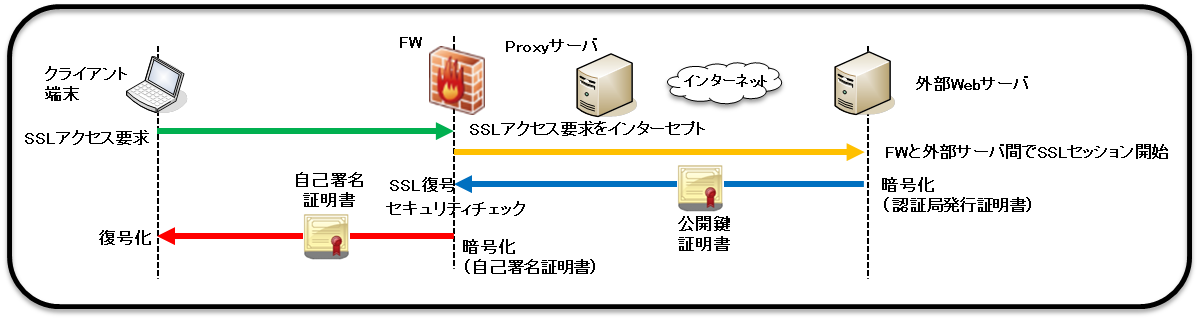 FW
Proxyサーバ
クライアント
端末
インターネット
外部Webサーバ
SSLアクセス要求
SSLアクセス要求をインターセプト
FWと外部サーバ間でSSLセッション開始
自己署名
証明書
SSL復号
セキュリティチェック
暗号化
(認証局発行証明書)
公開鍵
証明書
復号化
暗号化
(自己署名証明書)